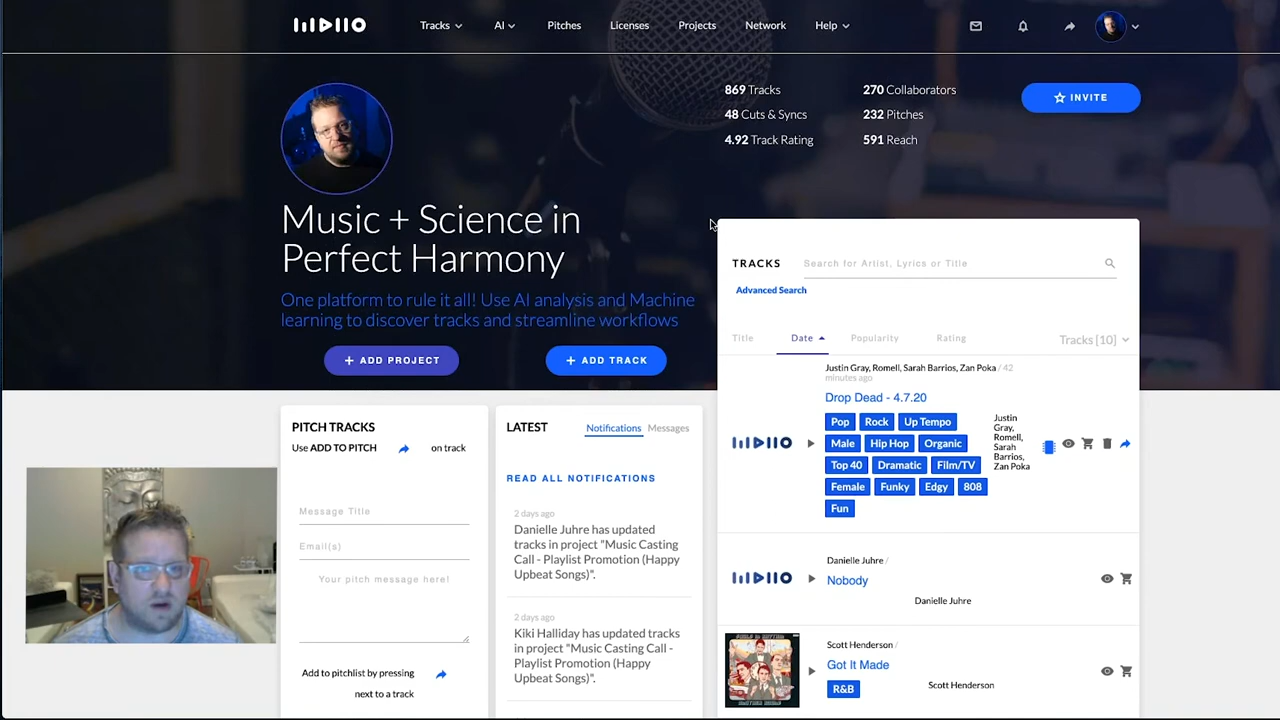 Tracks
AI
Pitches
Licenses
Projects
Network
Help
869 Tracks
270 Collaborators
48 Cuts & Syncs
232 Pitches
4.92 Track Rating
591 Reach
INVITE
Music + Science in
Perfect Harmony
One platform to rule it all! Use AI analysis and Machine
learning to discover tracks and streamline workflows
+ ADD PROJECT
+ ADD TRACK
PITCH TRACKS
Use ADD TO PITCH
on track
Message Title
Email(s)
Your pitch message here!
Add to pitchlist by pressing
next to a track
LATEST
Notifications
Messages
READ ALL NOTIFICATIONS
2 days ago
Danielle Juhre has updated
tracks in project "Music Casting
Call - Playlist Promotion (Happy
Upbeat Songs)".
2 days ago
Kiki Halliday has updated tracks
in project "Music Casting Call -
Playlist Promotion (Happy
Upbeat Songs)".
TRACKS
Search for Artist, Lyrics or Title
Advanced Search
Title
Date
Popularity
Rating
Tracks [10]
Justin Gray, Romell, Sarah Barrios, Zan Poka / 42
minutes ago
Drop Dead - 4.7.20
Pop
Rock
Up Tempo
Male
Hip Hop
Organic
Top 40
Dramatic
Film/TV
Female
Funky
Edgy
808
Fun
Justin
Gray,
Romell,
Sarah
Barrios,
Zan Poka
Danielle Juhre /
Nobody
Danielle Juhre
Scott Henderson /
Got It Made
R&B
Scott Henderson